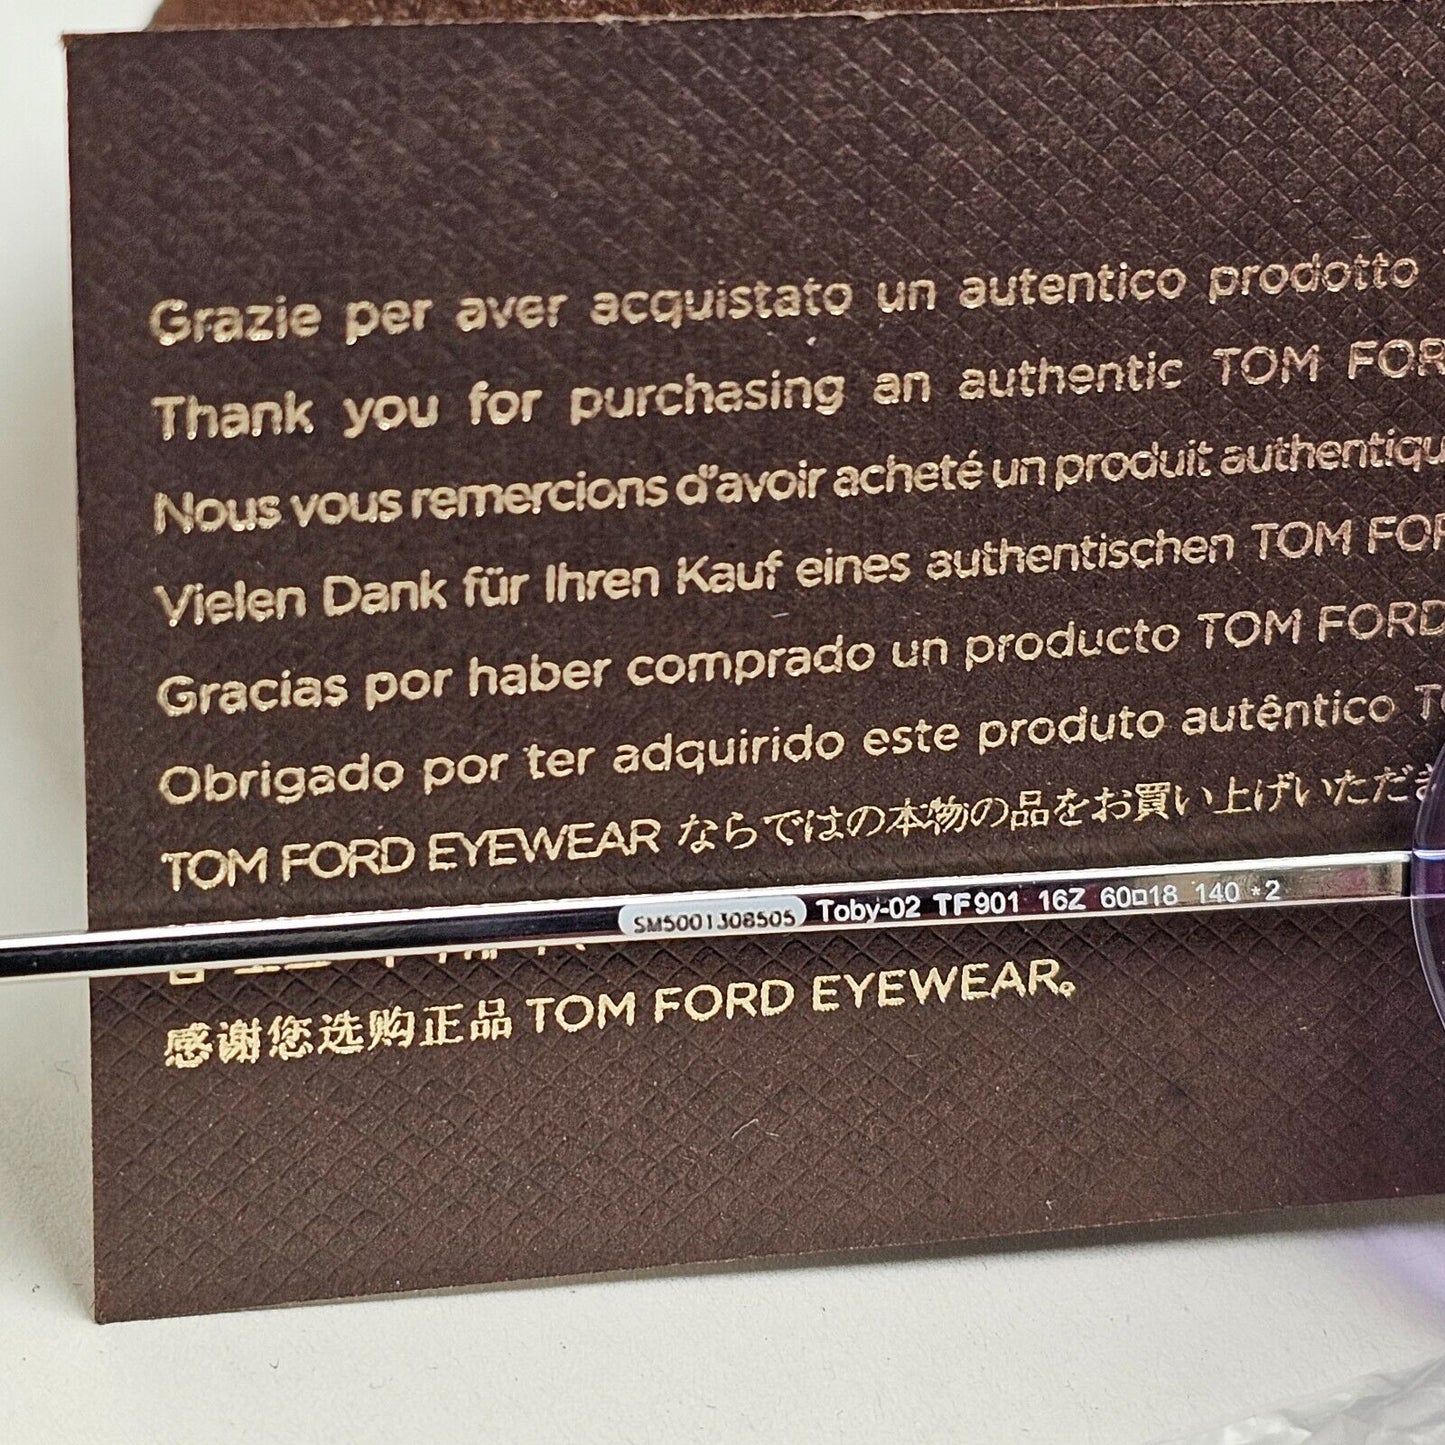 Grazie per aver acquistato un autentico prodotto
Thank you for purchasing an authentic TOM FOR
Nous vous remercions d'avoir acheté un produit authentiqu
Vielen Dank für Ihren Kauf eines authentischen TOM FOR
Gracias por haber comprado un producto TOM FORD
Obrigado por ter adquirido este produto autêntico TO
TOM FORD EYEWEAR ならではの本物の品をお買い上げいただき
SM5001308505 Toby-02 TF901 16Z 60□18 140 *2
感谢您选购正品 TOM FORD EYEWEAR。